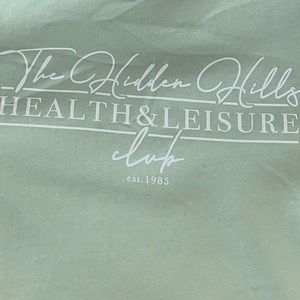 The Hidden Hills
HEALTH&LEISURE
club
est.1985